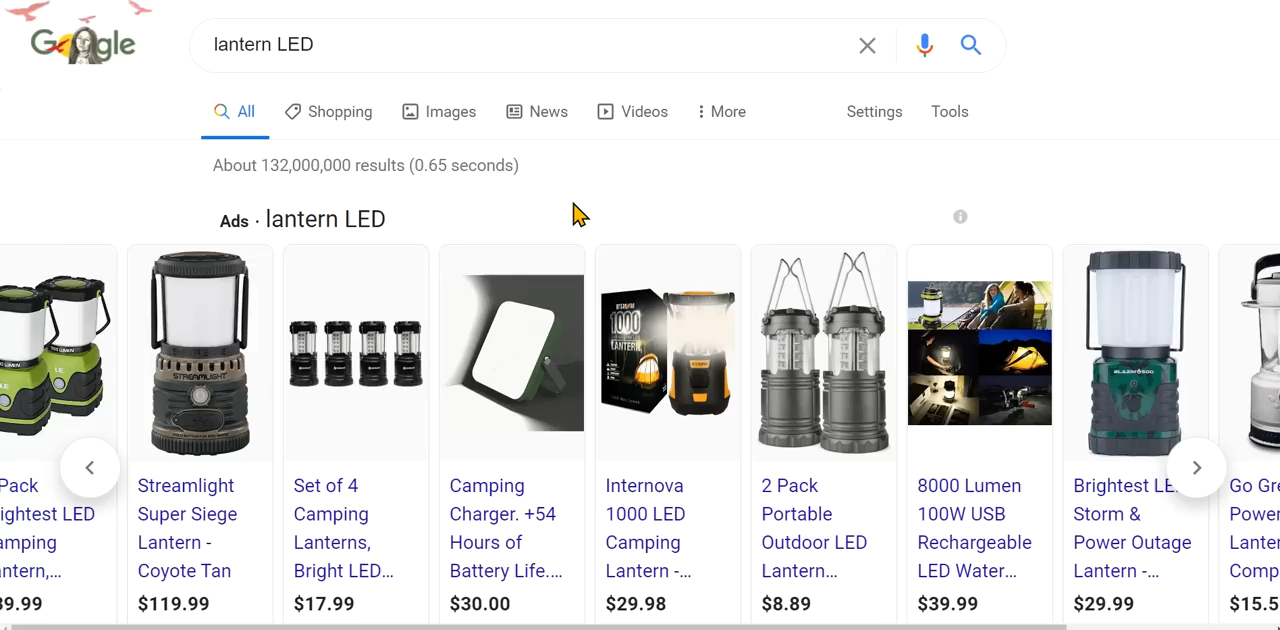 Google
lantern LED
All
Shopping
Images
News
Videos
More
Settings
Tools
About 132,000,000 results (0.65 seconds)
Ads · lantern LED
STREAMLIGHT
1000
LANTERN
Pack
ightest LED
amping
antern,...
39.99
Streamlight
Super Siege
Lantern -
Coyote Tan
$119.99
Set of 4
Camping
Lanterns,
Bright LED...
$17.99
Camping
Charger. +54
Hours of
Battery Life....
$30.00
Internova
1000 LED
Camping
Lantern -...
$29.98
2 Pack
Portable
Outdoor LED
Lantern...
$8.89
8000 Lumen
100W USB
Rechargeable
LED Water...
$39.99
Brightest LE
Storm &
Power Outage
Lantern -...
$29.99
Go Gre
Power
Lanter
Comp
$15.5